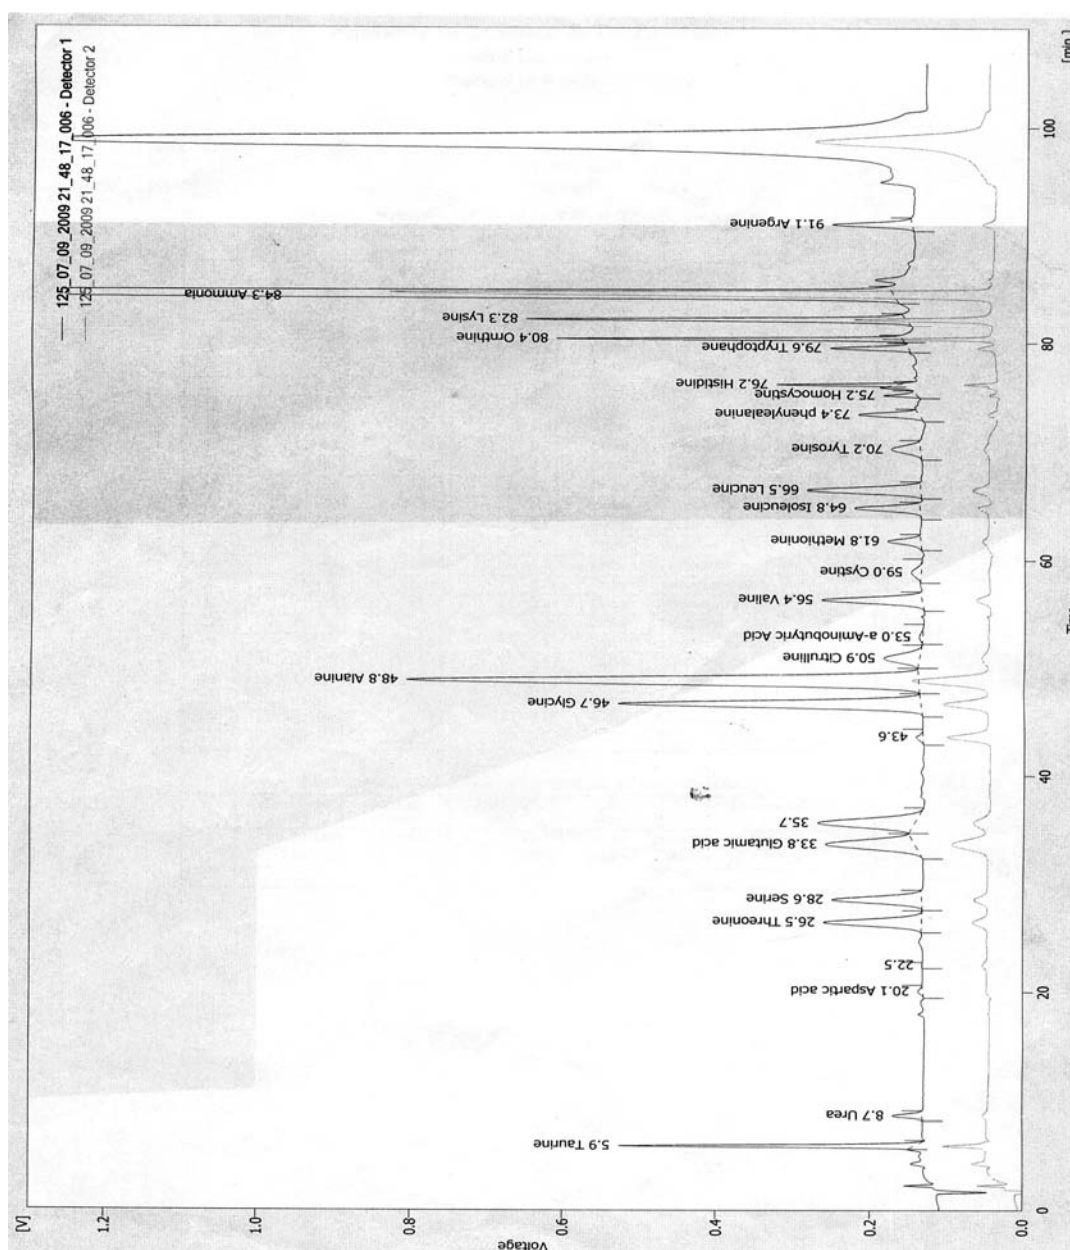 125_07_09_2009 21_48_17_006 - Detector 1
125_07_09_2009 21_48_17_006 - Detector 2
[V]
1.2
1.0
0.8
0.6
0.4
0.2
0.0
Voltage
5.9 Taurine
8.7 Urea
20.1 Aspartic acid
22.5
26.5 Threonine
28.6 Serine
33.8 Glutamic acid
35.7
43.6
46.7 Glycine
48.8 Alanine
50.9 Citrulline
53.0 a-Aminobutyric Acid
56.4 Valine
59.0 Cystine
61.8 Methionine
64.8 Isoleucine
66.5 Leucine
70.2 Tyrosine
73.4 phenylealanine
75.2 Homocystine
76.2 Histidine
79.6 Tryptophane
80.4 Ornthine
82.3 Lysine
84.3 Ammonia
91.1 Argenine
0
20
40
60
80
100
[min.]